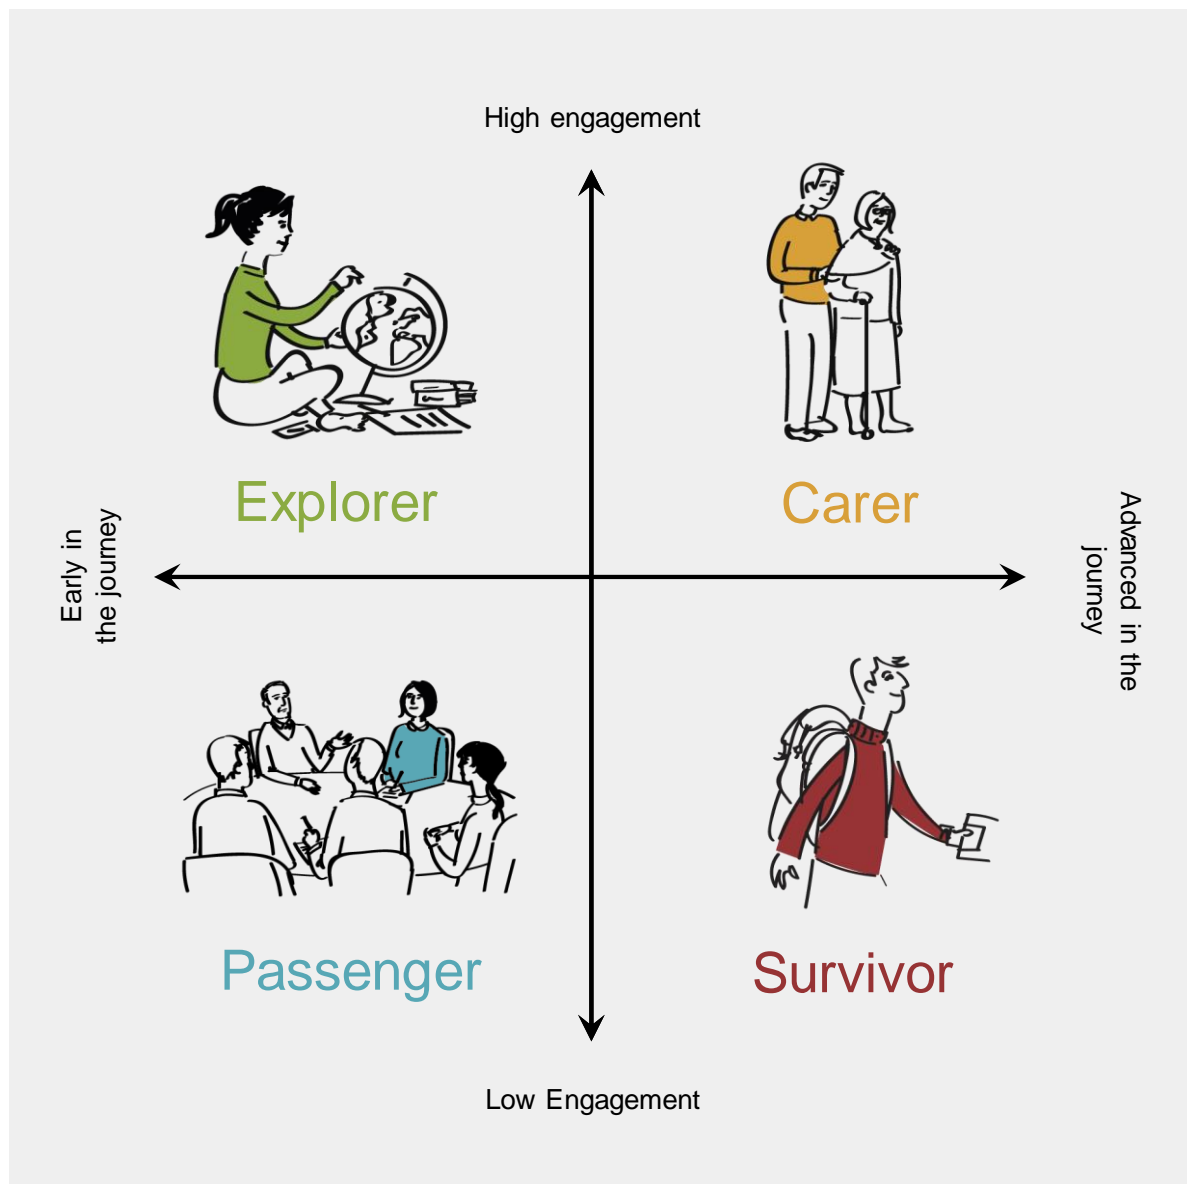 High engagement
Explorer
Carer
Early in
the journey
Advanced in the
journey
Passenger
Survivor
Low Engagement